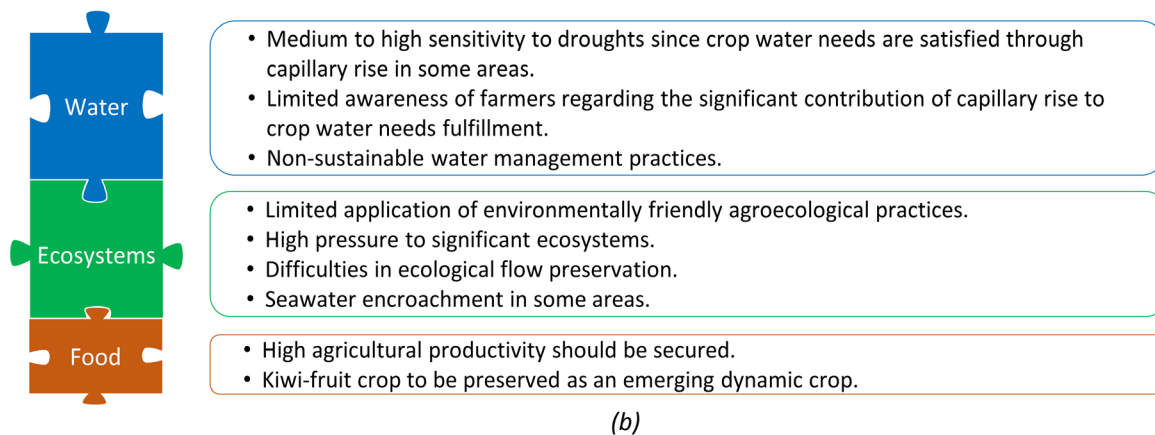 Water
• Medium to high sensitivity to droughts since crop water needs are satisfied through
capillary rise in some areas.
• Limited awareness of farmers regarding the significant contribution of capillary rise to
crop water needs fulfillment.
• Non-sustainable water management practices.
Ecosystems
• Limited application of environmentally friendly agroecological practices.
• High pressure to significant ecosystems.
• Difficulties in ecological flow preservation.
• Seawater encroachment in some areas.
Food
• High agricultural productivity should be secured.
• Kiwi-fruit crop to be preserved as an emerging dynamic crop.
(b)